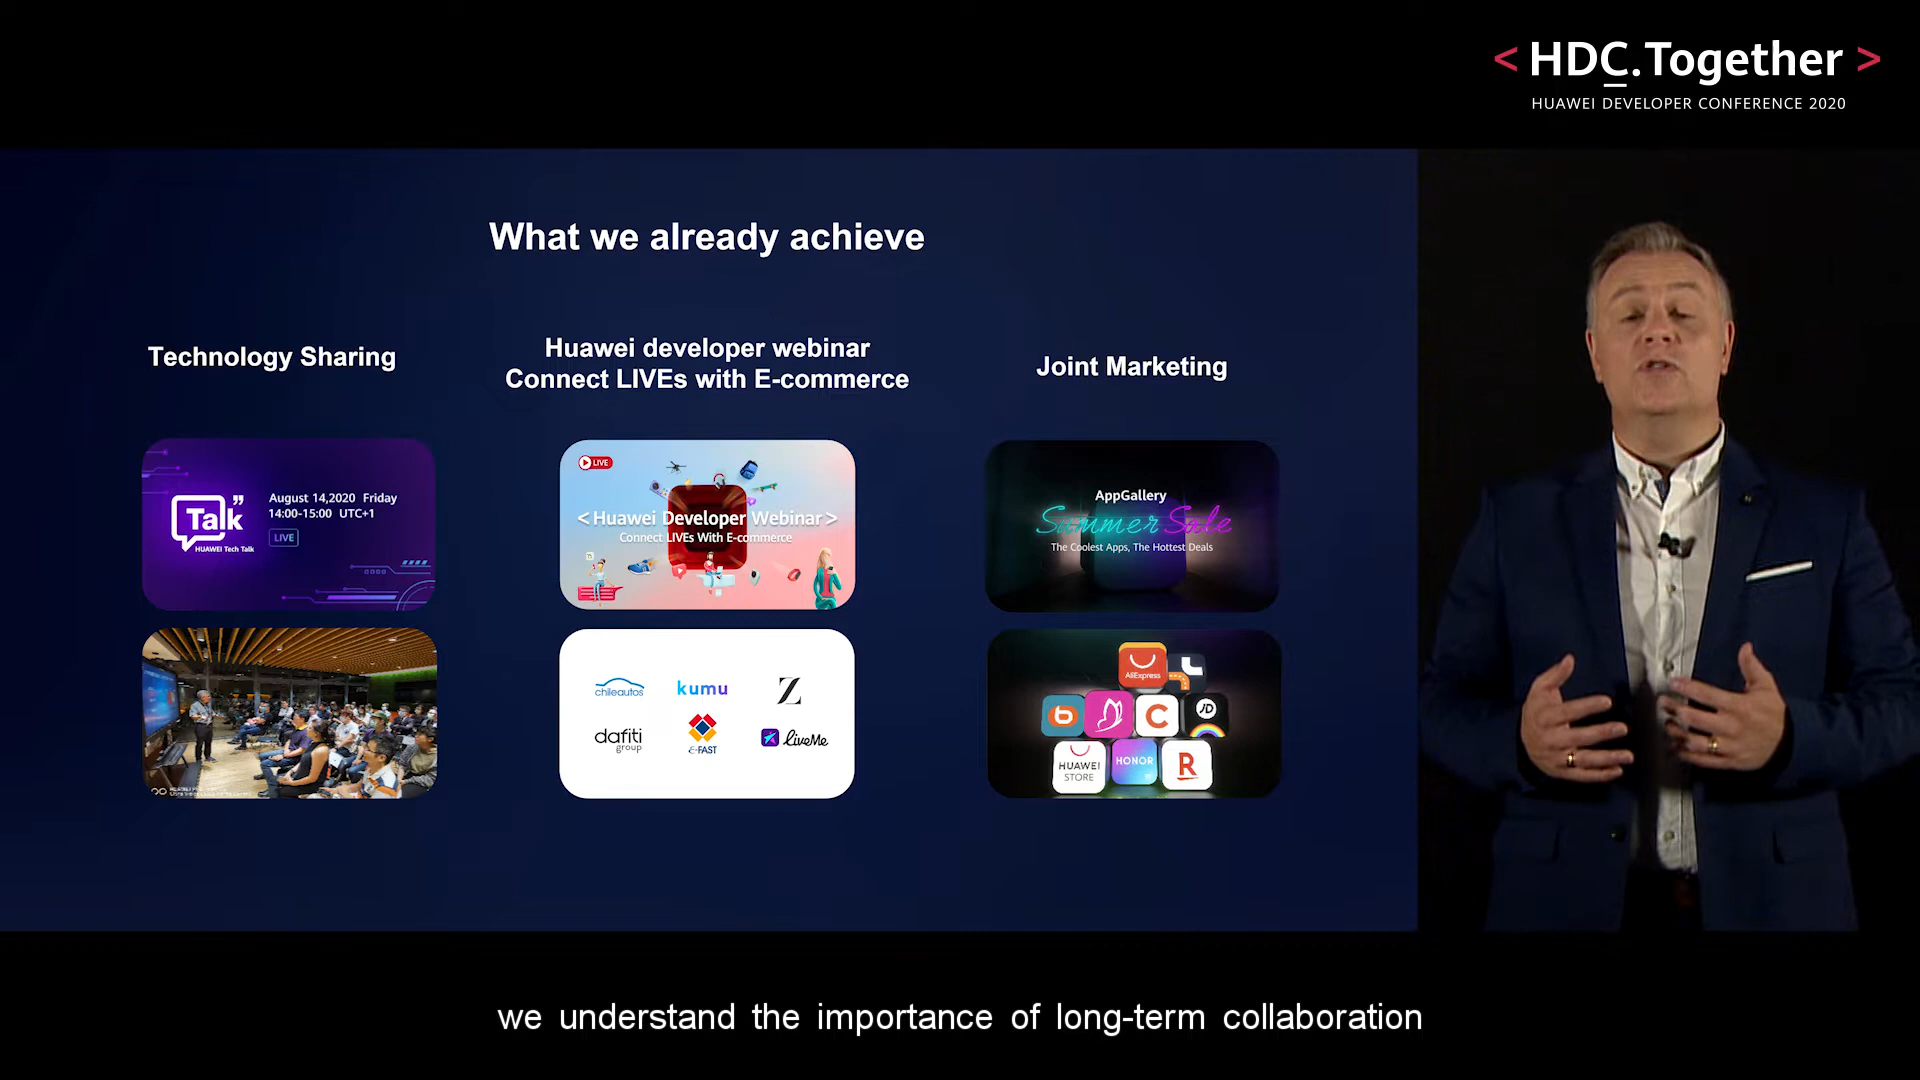 < HDC.Together >
HUAWEI DEVELOPER CONFERENCE 2020
What we already achieve
Technology Sharing
Huawei developer webinar
Connect LIVEs with E-commerce
Joint Marketing
Talk
HUAWEI Tech Talk
August 14,2020 Friday
14:00-15:00 UTC+1
LIVE
LIVE
<Huawei Developer Webinar>
Connect LIVEs With E-commerce
AppGallery
Summer Sale
The Coolest Apps, The Hottest Deals
chileautos
kumu
Z
dafiti
group
E-FAST
LiveMe
AliExpress
b
C
JD
HUAWEI
STORE
HONOR
R
we understand the importance of long-term collaboration